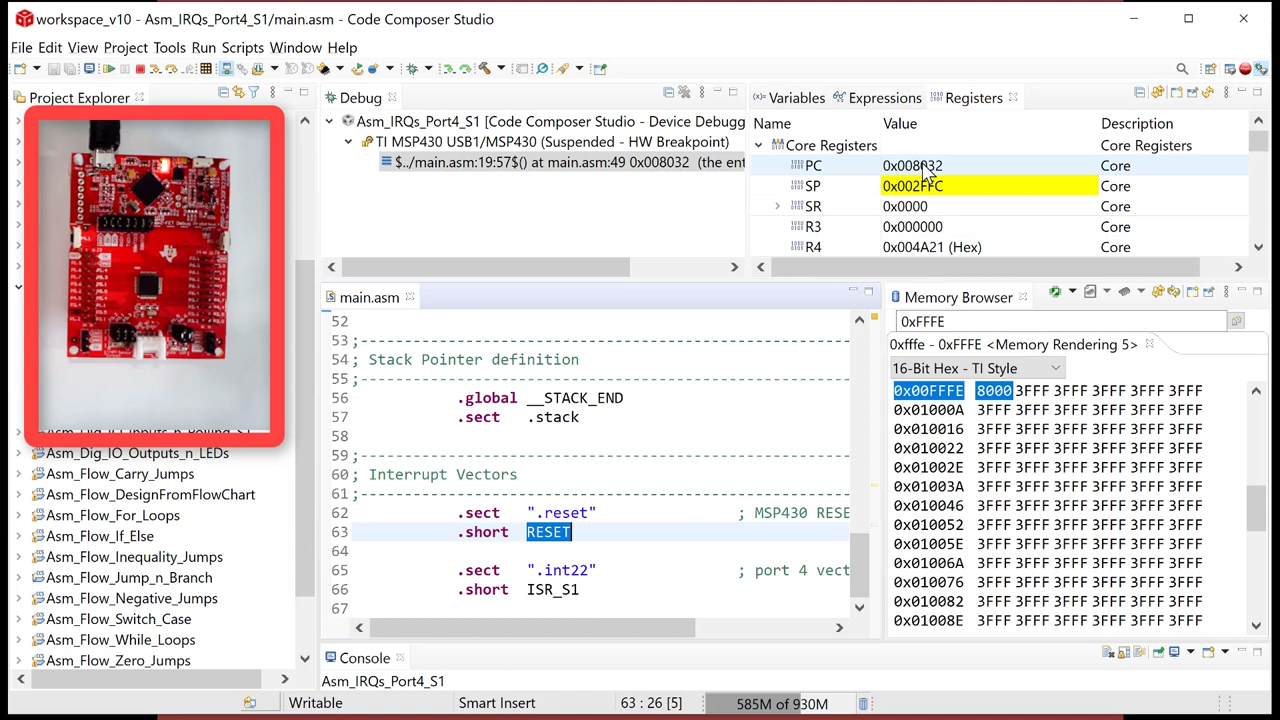 workspace_v10 - Asm_IRQs_Port4_S1/main.asm - Code Composer Studio
File Edit View Project Tools Run Scripts Window Help
Project Explorer
Asm_Dig_IO_Outputs_n_LEDs
Asm_Flow_Carry_Jumps
Asm_Flow_DesignFromFlowChart
Asm_Flow_For_Loops
Asm_Flow_If_Else
Asm_Flow_Inequality_Jumps
Asm_Flow_Jump_n_Branch
Asm_Flow_Negative_Jumps
Asm_Flow_Switch_Case
Asm_Flow_While_Loops
Asm_Flow_Zero_Jumps
Debug
Asm_IRQs_Port4_S1 [Code Composer Studio - Device Debugg
TI MSP430 USB1/MSP430 (Suspended - HW Breakpoint)
$../main.asm:19:57$() at main.asm:49 0x008032 (the ent
(x)= Variables Expressions Registers
Name Value Description
Core Registers Core Registers
PC 0x008032 Core
SP 0x002FFC Core
SR 0x0000 Core
R3 0x000000 Core
R4 0x004A21 (Hex) Core
main.asm
52
53 ;-------------------------------------------------
54 ; Stack Pointer definition
55 ;-------------------------------------------------
56 .global __STACK_END
57 .sect .stack
58
59 ;-------------------------------------------------
60 ; Interrupt Vectors
61 ;-------------------------------------------------
62 .sect ".reset" ; MSP430 RESE
63 .short RESET
64
65 .sect ".int22" ; port 4 vect
66 .short ISR_S1
67
Memory Browser
0xFFFE
0xfffe - 0xFFFE <Memory Rendering 5>
16-Bit Hex - TI Style
0x00FFFE 8000 3FFF 3FFF 3FFF 3FFF 3FFF
0x01000A 3FFF 3FFF 3FFF 3FFF 3FFF 3FFF
0x010016 3FFF 3FFF 3FFF 3FFF 3FFF 3FFF
0x010022 3FFF 3FFF 3FFF 3FFF 3FFF 3FFF
0x01002E 3FFF 3FFF 3FFF 3FFF 3FFF 3FFF
0x01003A 3FFF 3FFF 3FFF 3FFF 3FFF 3FFF
0x010046 3FFF 3FFF 3FFF 3FFF 3FFF 3FFF
0x010052 3FFF 3FFF 3FFF 3FFF 3FFF 3FFF
0x01005E 3FFF 3FFF 3FFF 3FFF 3FFF 3FFF
0x01006A 3FFF 3FFF 3FFF 3FFF 3FFF 3FFF
0x010076 3FFF 3FFF 3FFF 3FFF 3FFF 3FFF
0x010082 3FFF 3FFF 3FFF 3FFF 3FFF 3FFF
0x01008E 3FFF 3FFF 3FFF 3FFF 3FFF 3FFF
Console
Asm_IRQs_Port4_S1
Writable Smart Insert 63 : 26 [5] 585M of 930M